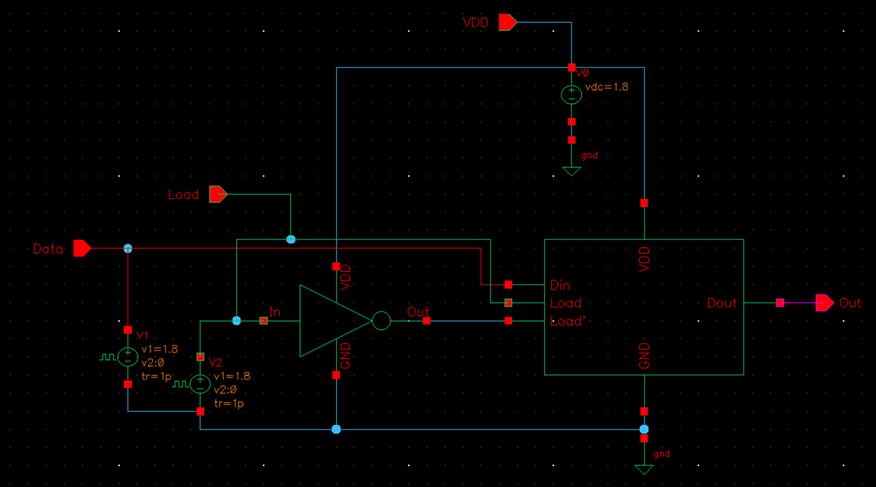 VDD
V0
vdc=1.8
gnd
Load
Data
VDD
VDD
Din
In
Out
Load
Daut
Out
Load*
V1
v1=1.8
v2:0
tr=1p
GND
GND
V2
v1=1.8
v2:0
tr=1p
gnd